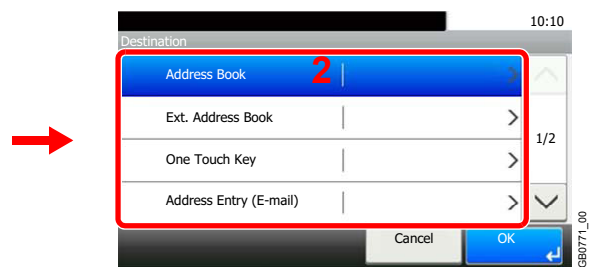 10:10
Destination
Address Book 2
Ext. Address Book
1/2
One Touch Key
Address Entry (E-mail)
Cancel OK
GB0771_00